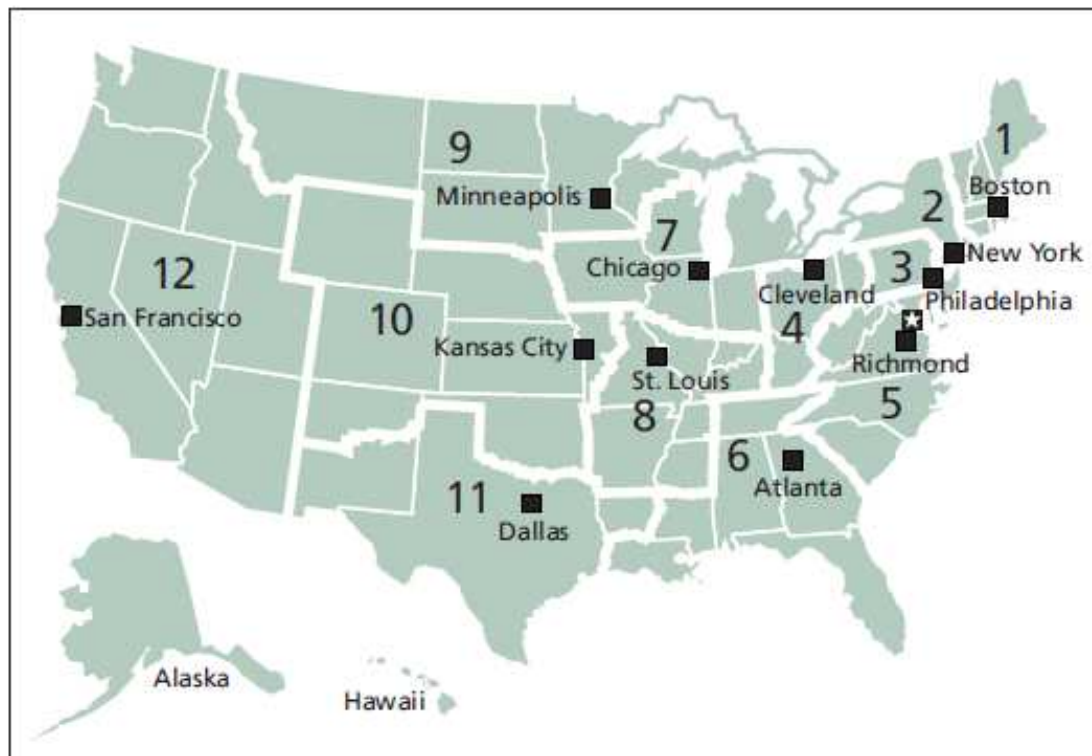 1
9
Boston
Minneapolis
2
7
New York
12
3
Chicago
Cleveland
Philadelphia
San Francisco
10
4
Kansas City
Richmond
St. Louis
5
8
6
Atlanta
11
Dallas
Alaska
Hawaii